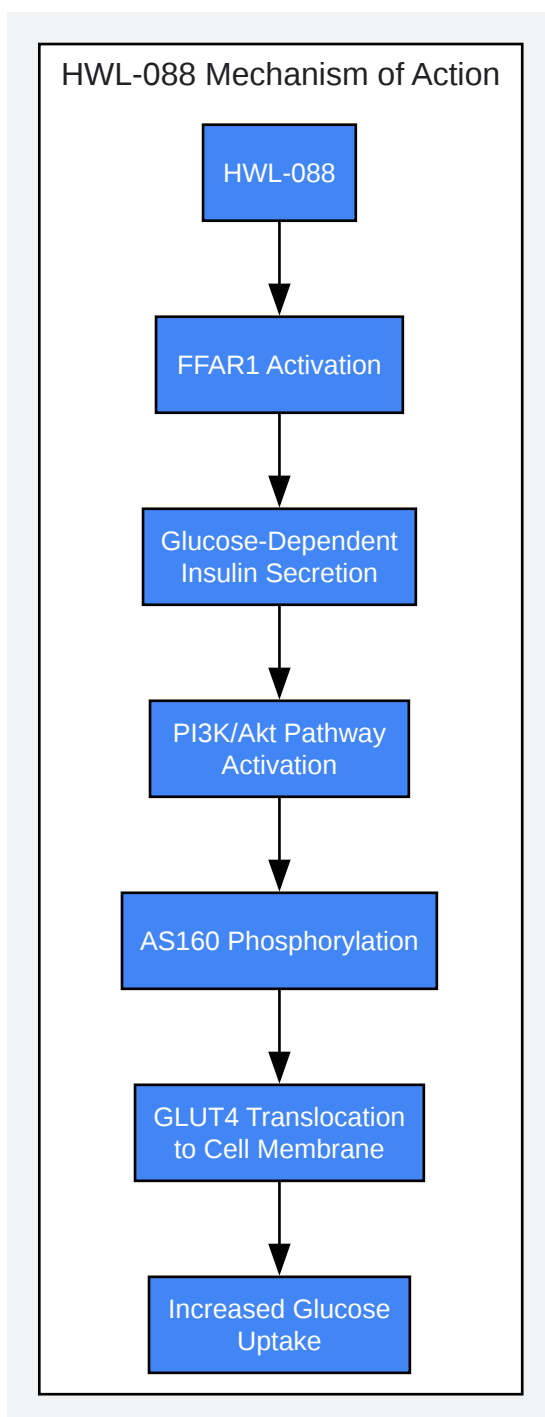 HWL-088 Mechanism of Action
HWL-088
FFAR1 Activation
Glucose-Dependent
Insulin Secretion
PI3K/Akt Pathway
Activation
AS160 Phosphorylation
GLUT4 Translocation
to Cell Membrane
Increased Glucose
Uptake